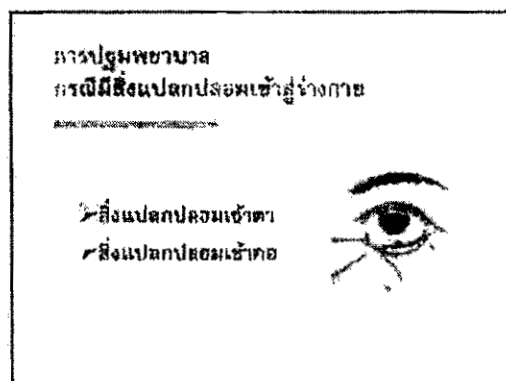 การปฐมพยาบาล
กรณีมีสิ่งแปลกปลอมเข้าสู่ร่างกาย
➢สิ่งแปลกปลอมเข้าตา
➢สิ่งแปลกปลอมเข้าคอ